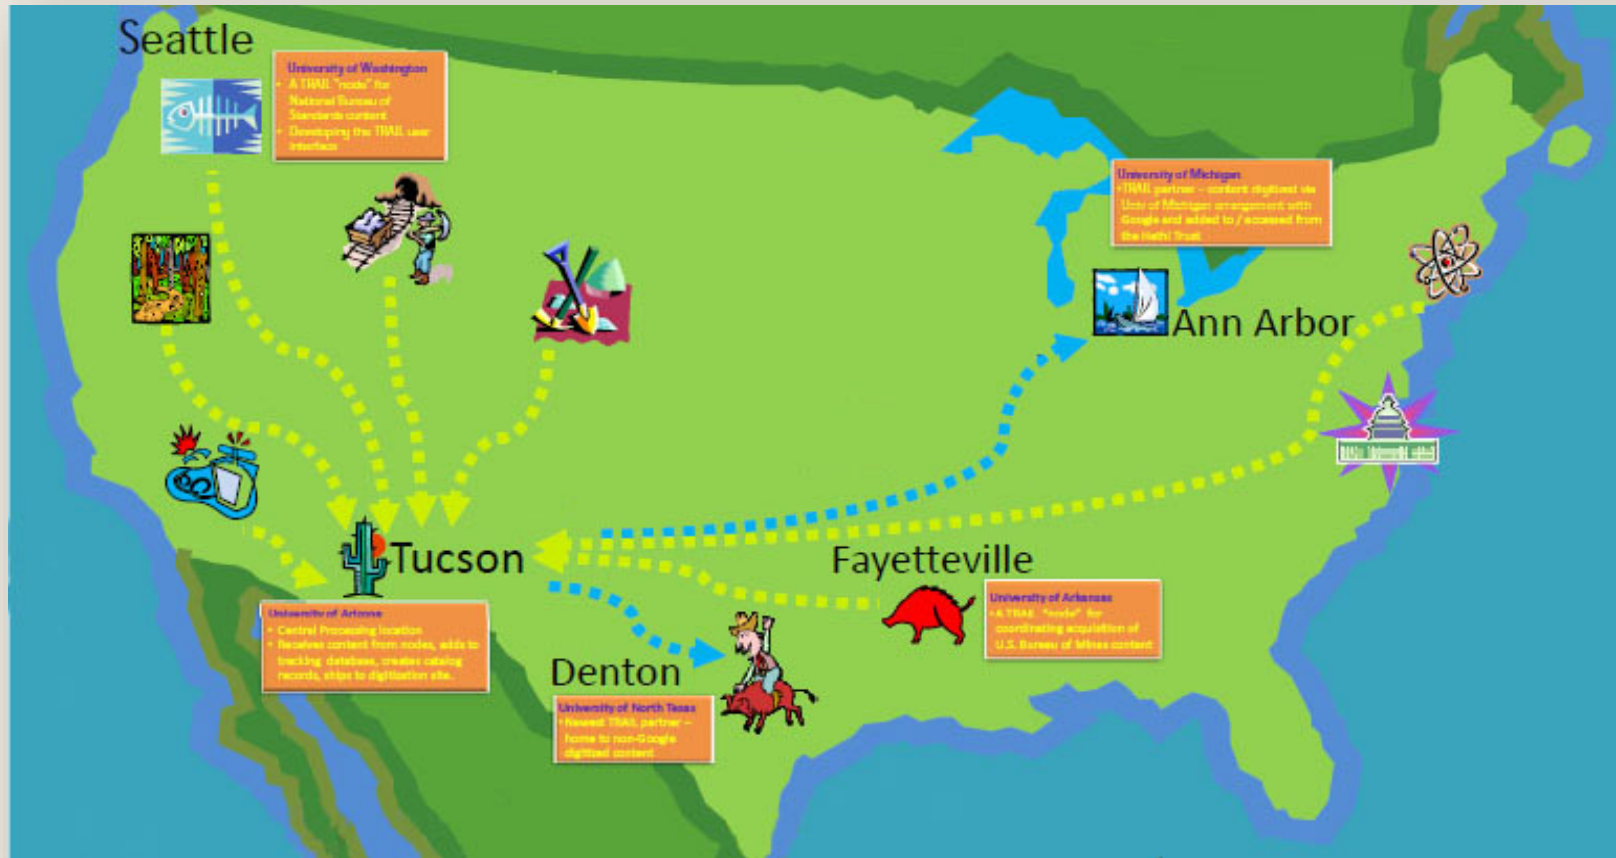 Seattle
University of Washington
• A TRAIL "node" for
National Bureau of
Standards content
• Developing the TRAIL user
interface
University of Michigan
•TRAIL partner – content digitized via
Univ of Michigan arrangement with
Google and added to / accessed from
the Hathi Trust
Ann Arbor
Tucson
University of Arizona
• Central Processing location
• Receives content from nodes, adds to
tracking database, creates catalog
records, ships to digitization site.
Fayetteville
University of Arkansas
•A TRAIL "node" for
coordinating acquisition of
U.S. Bureau of Mines content
Denton
University of North Texas
•Newest TRAIL partner –
home to non-Google
digitized content